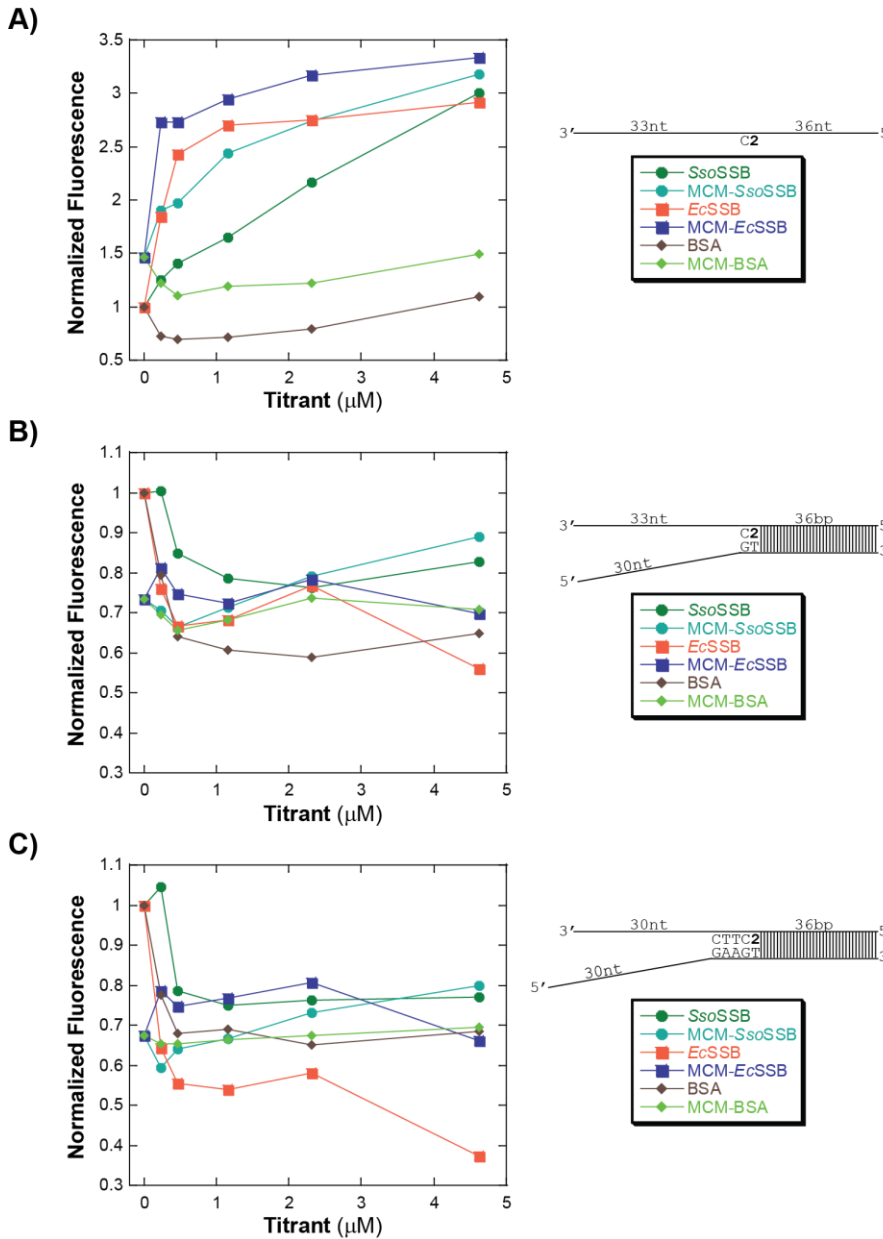 A)
3.5
3
2.5
2
1.5
1
0.5
Normalized Fluorescence
0 1 2 3 4 5
Titrant (μM)
3′ 33nt 36nt 5′
C2
SsoSSB
MCM-SsoSSB
EcSSB
MCM-EcSSB
BSA
MCM-BSA
B)
1.1
1
0.9
0.8
0.7
0.6
0.5
0.4
0.3
Normalized Fluorescence
0 1 2 3 4 5
Titrant (μM)
3′ 33nt 36bp 5
C2
GT 3
30nt
5′
SsoSSB
MCM-SsoSSB
EcSSB
MCM-EcSSB
BSA
MCM-BSA
C)
1.1
1
0.9
0.8
0.7
0.6
0.5
0.4
0.3
Normalized Fluorescence
0 1 2 3 4 5
Titrant (μM)
3′ 30nt 36bp 5
CTTC2
GAAGT 3
30nt
5′
SsoSSB
MCM-SsoSSB
EcSSB
MCM-EcSSB
BSA
MCM-BSA